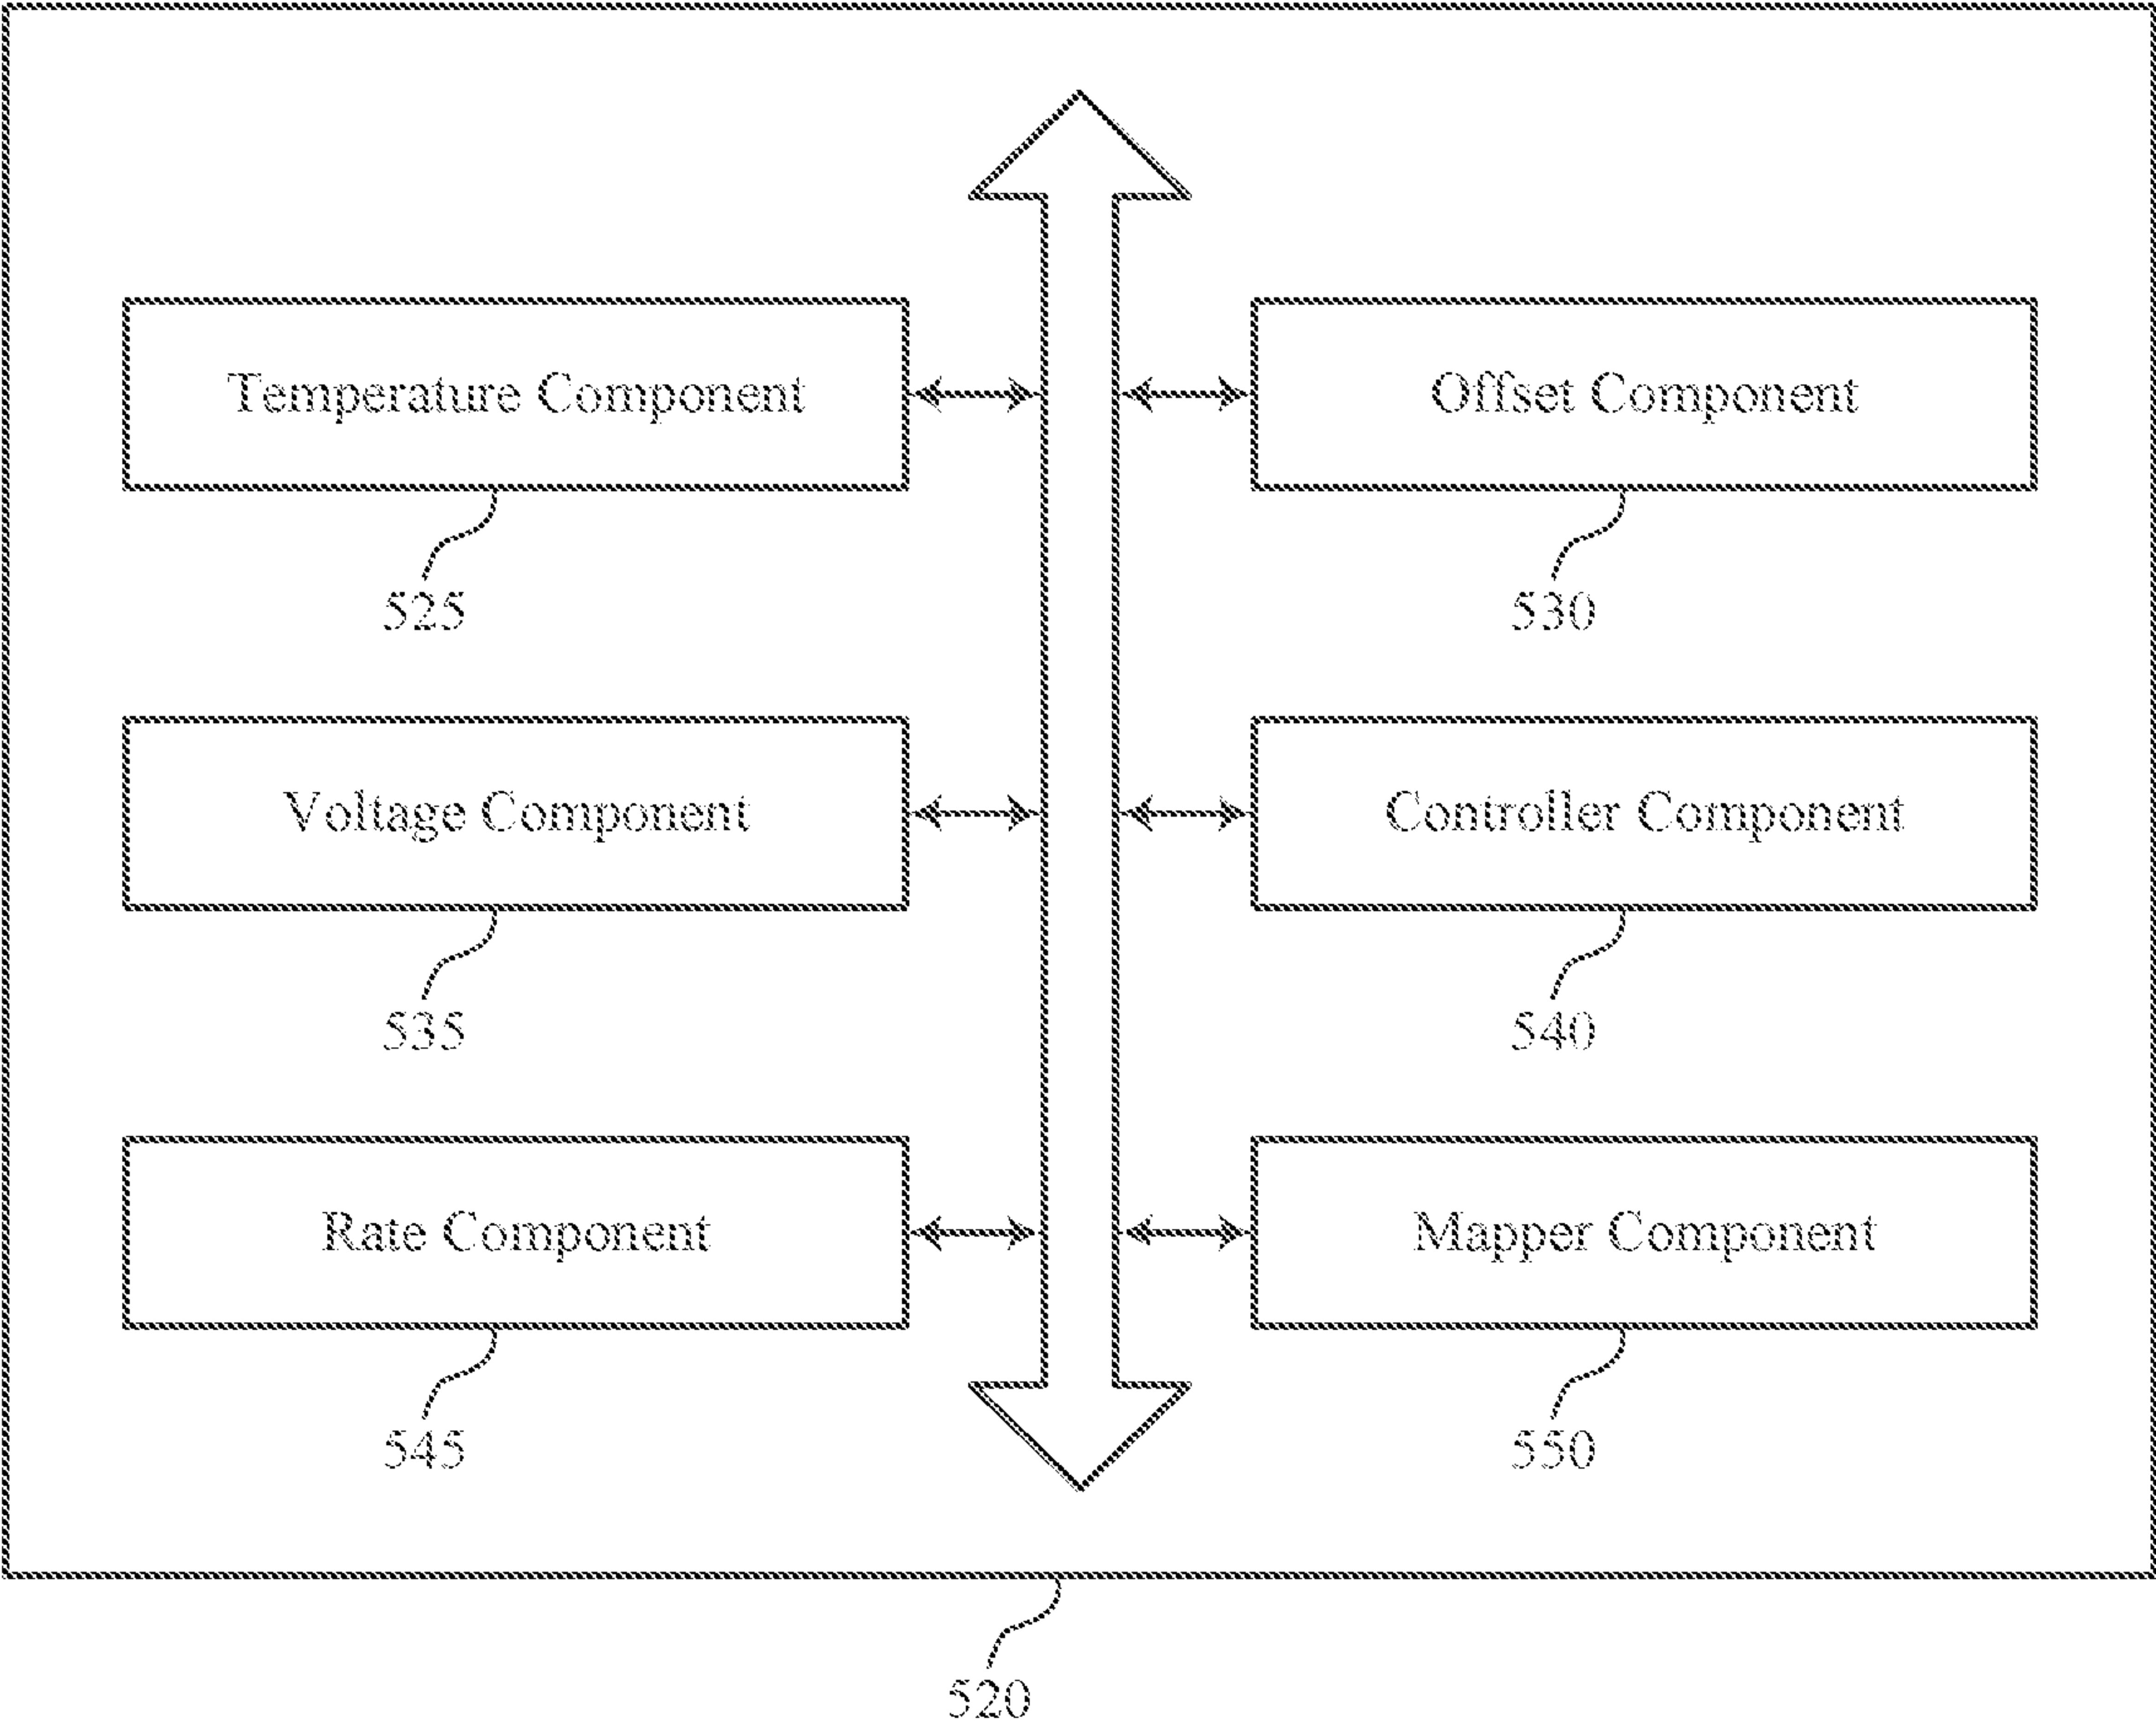 Temperature Component
Offset Component
525
530
Voltage Component
Controller Component
535
540
Rate Component
Mapper Component
545
550
520